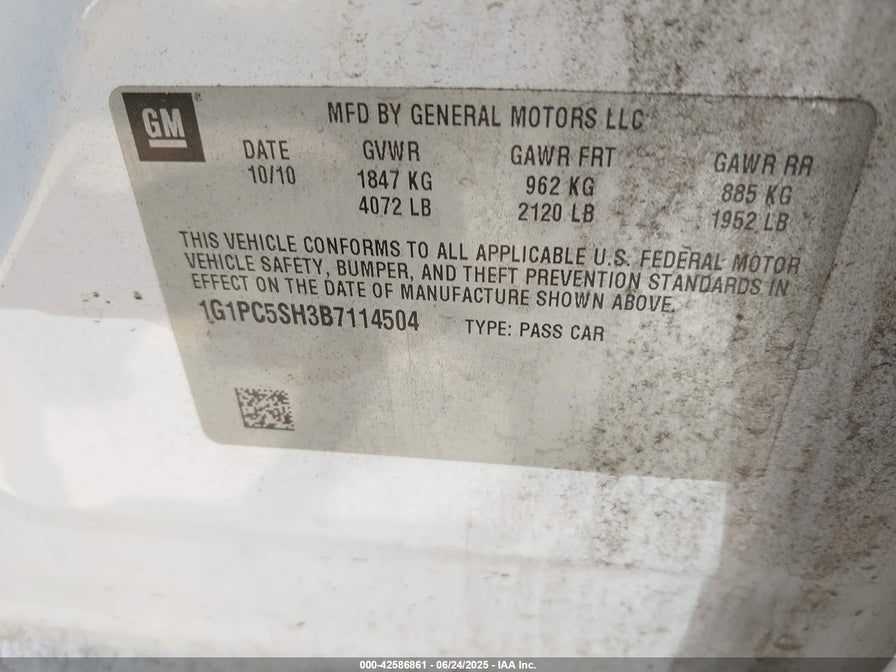 GM®
MFD BY GENERAL MOTORS LLC
DATE GVWR GAWR FRT GAWR RR
10/10 1847 KG 962 KG 885 KG
4072 LB 2120 LB 1952 LB
THIS VEHICLE CONFORMS TO ALL APPLICABLE U.S. FEDERAL MOTOR
VEHICLE SAFETY, BUMPER, AND THEFT PREVENTION STANDARDS IN
EFFECT ON THE DATE OF MANUFACTURE SHOWN ABOVE.
1G1PC5SH3B7114504 TYPE: PASS CAR
000-42586861 - 06/24/2025 - IAA Inc.